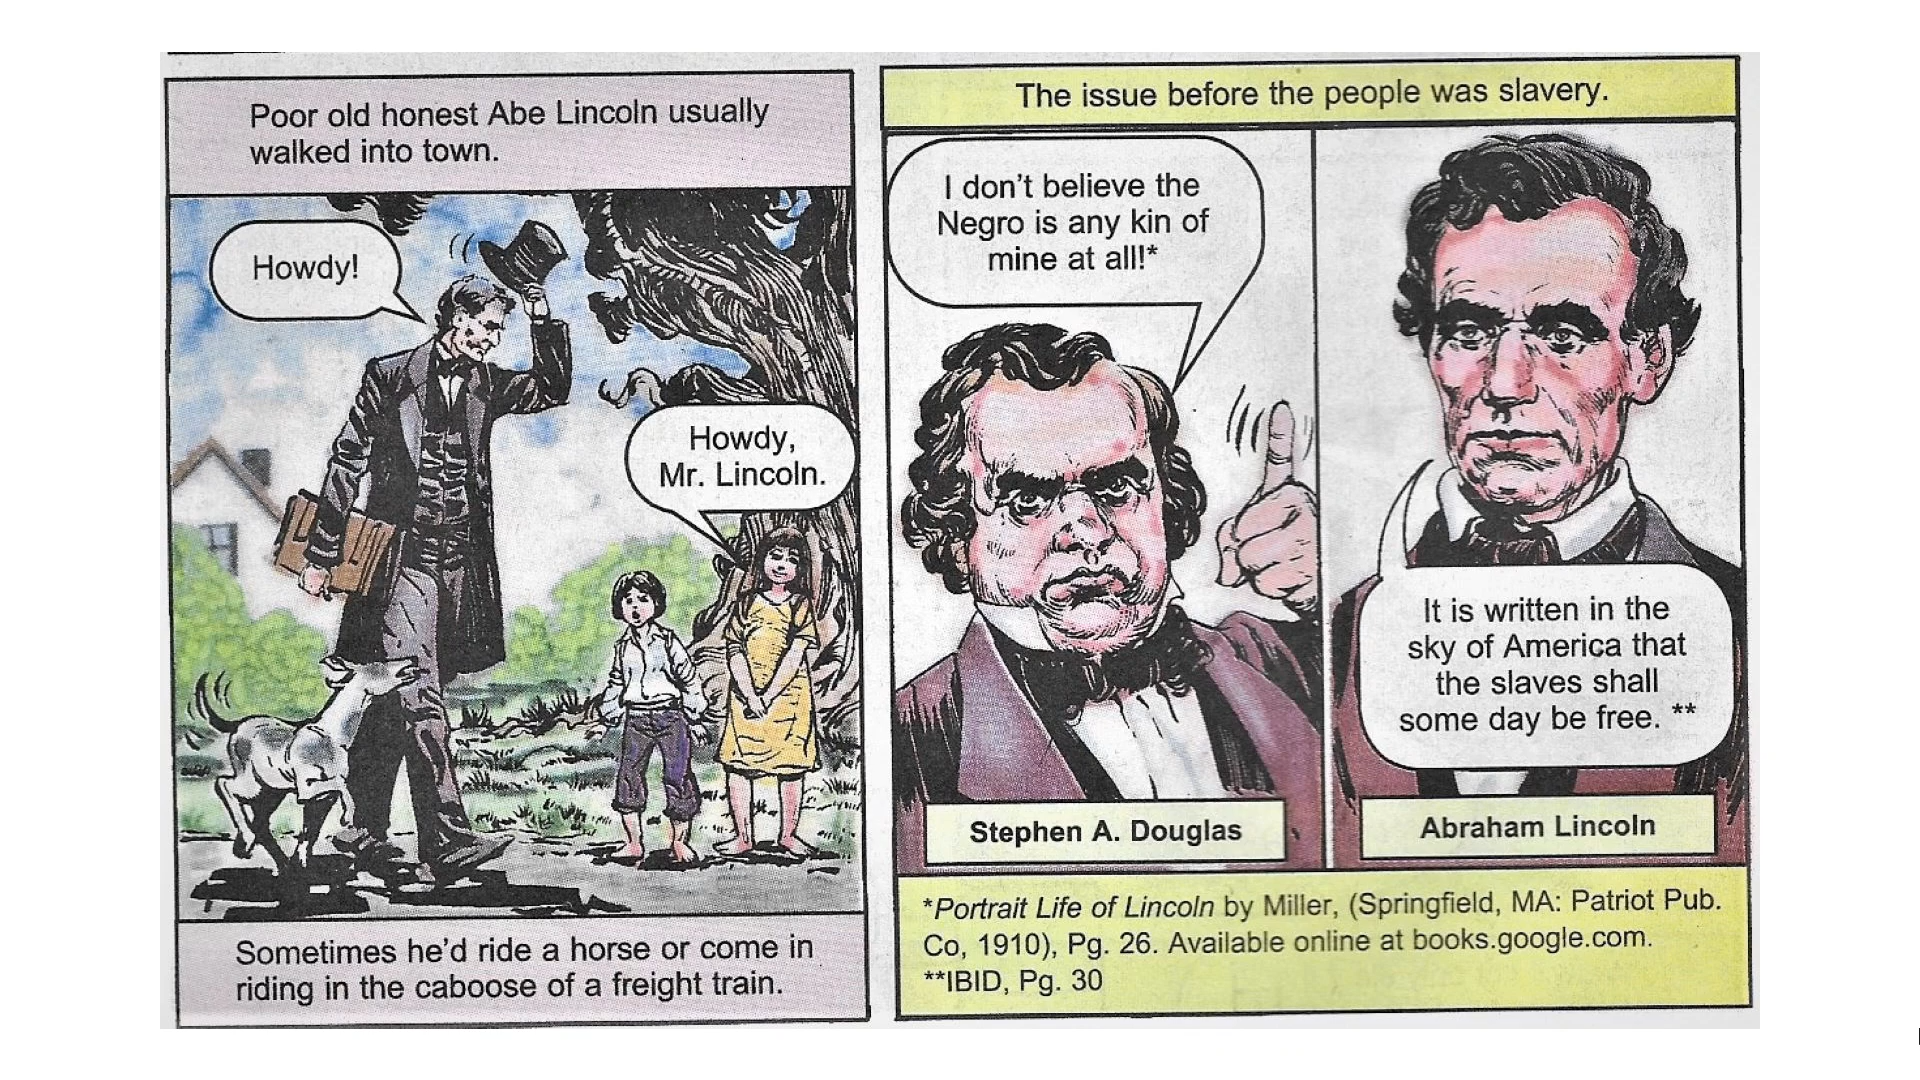 Poor old honest Abe Lincoln usually
walked into town.
Howdy!
Howdy,
Mr. Lincoln.
Sometimes he'd ride a horse or come in
riding in the caboose of a freight train.
The issue before the people was slavery.
I don't believe the
Negro is any kin of
mine at all!*
Stephen A. Douglas
It is written in the
sky of America that
the slaves shall
some day be free. **
Abraham Lincoln
*Portrait Life of Lincoln by Miller, (Springfield, MA: Patriot Pub.
Co, 1910), Pg. 26. Available online at books.google.com.
**IBID, Pg. 30